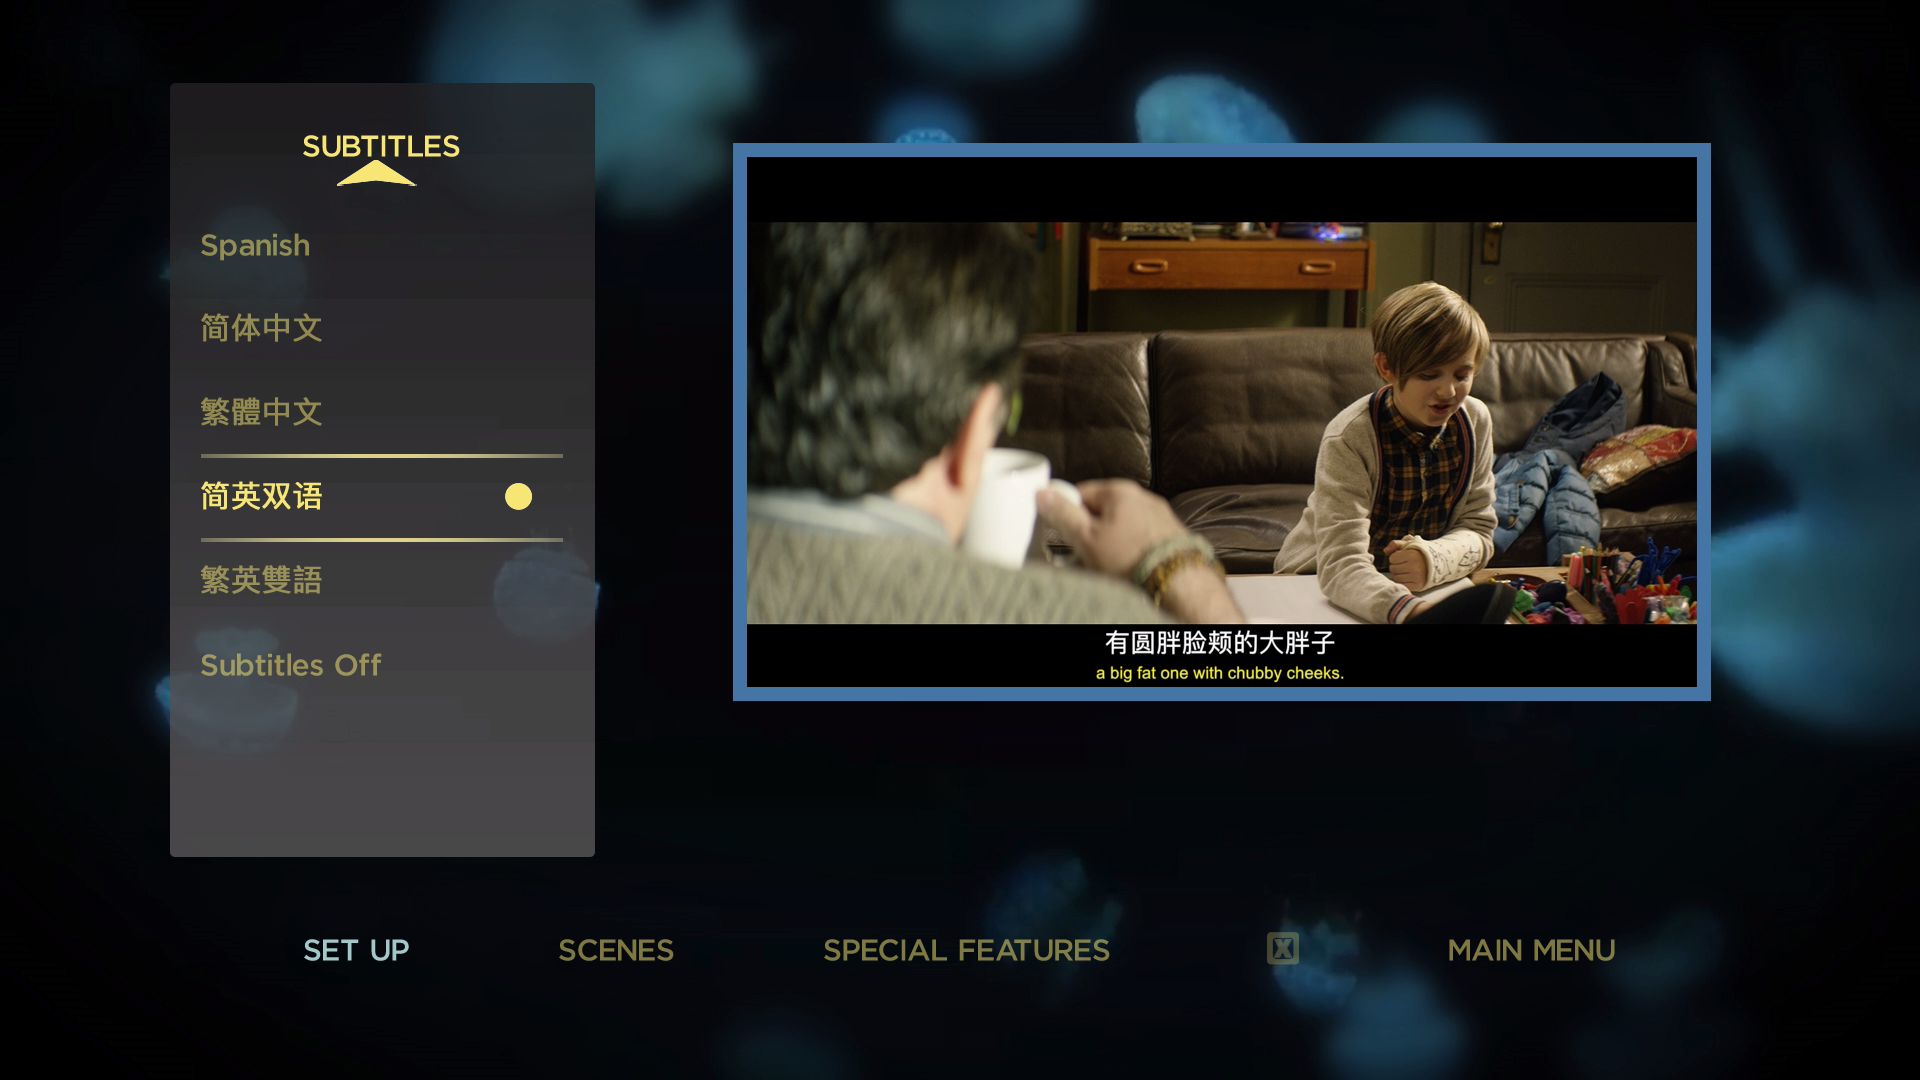 SUBTITLES
Spanish
简体中文
繁體中文
简英双语
繁英雙語
Subtitles Off
有圆胖脸颊的大胖子
a big fat one with chubby cheeks.
SET UP
SCENES
SPECIAL FEATURES
X
MAIN MENU